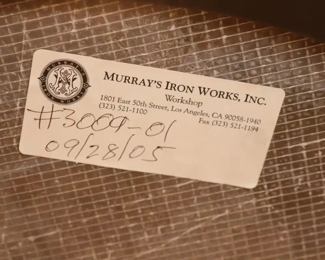 MURRAY'S IRON WORKS, INC.
Workshop
1801 East 50th Street, Los Angeles, CA 90058-1940
(323) 521-1100 Fax (323) 521-1194
#3009-01
09/28/05